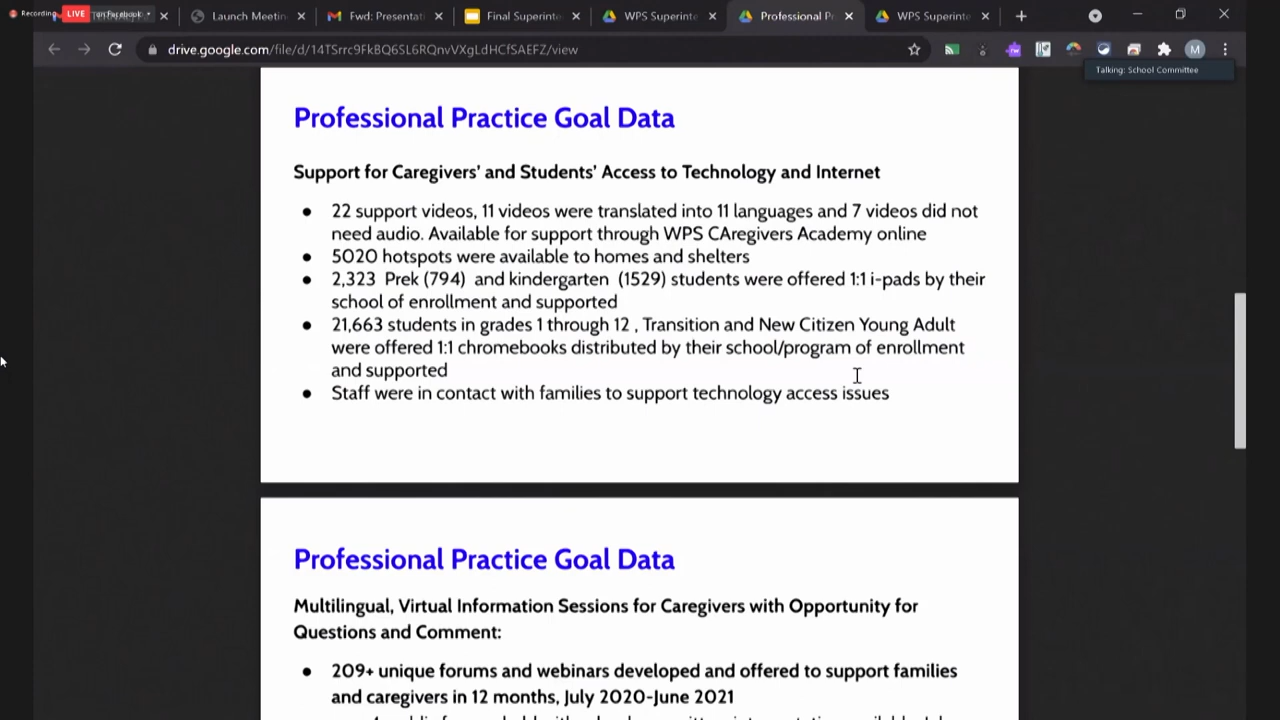 Recording
LIVE on Facebook
Launch Meetin
Fwd: Presentati
Final Superinte
WPS Superinte
Professional Pr
WPS Superinte
drive.google.com/file/d/14TSrrc9FkBQ6SL6RQnvVXgLdHCfSAEFZ/view
M
Talking: School Committee
Professional Practice Goal Data
Support for Caregivers' and Students' Access to Technology and Internet
● 22 support videos, 11 videos were translated into 11 languages and 7 videos did not
need audio. Available for support through WPS CAregivers Academy online
● 5020 hotspots were available to homes and shelters
● 2,323 Prek (794) and kindergarten (1529) students were offered 1:1 i-pads by their
school of enrollment and supported
● 21,663 students in grades 1 through 12 , Transition and New Citizen Young Adult
were offered 1:1 chromebooks distributed by their school/program of enrollment
and supported
● Staff were in contact with families to support technology access issues
Professional Practice Goal Data
Multilingual, Virtual Information Sessions for Caregivers with Opportunity for
Questions and Comment:
● 209+ unique forums and webinars developed and offered to support families
and caregivers in 12 months, July 2020-June 2021